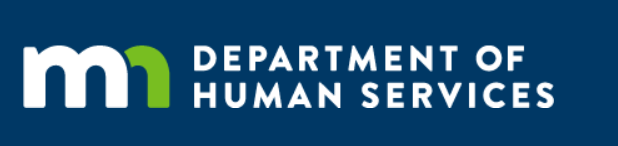 mn DEPARTMENT OF
HUMAN SERVICES